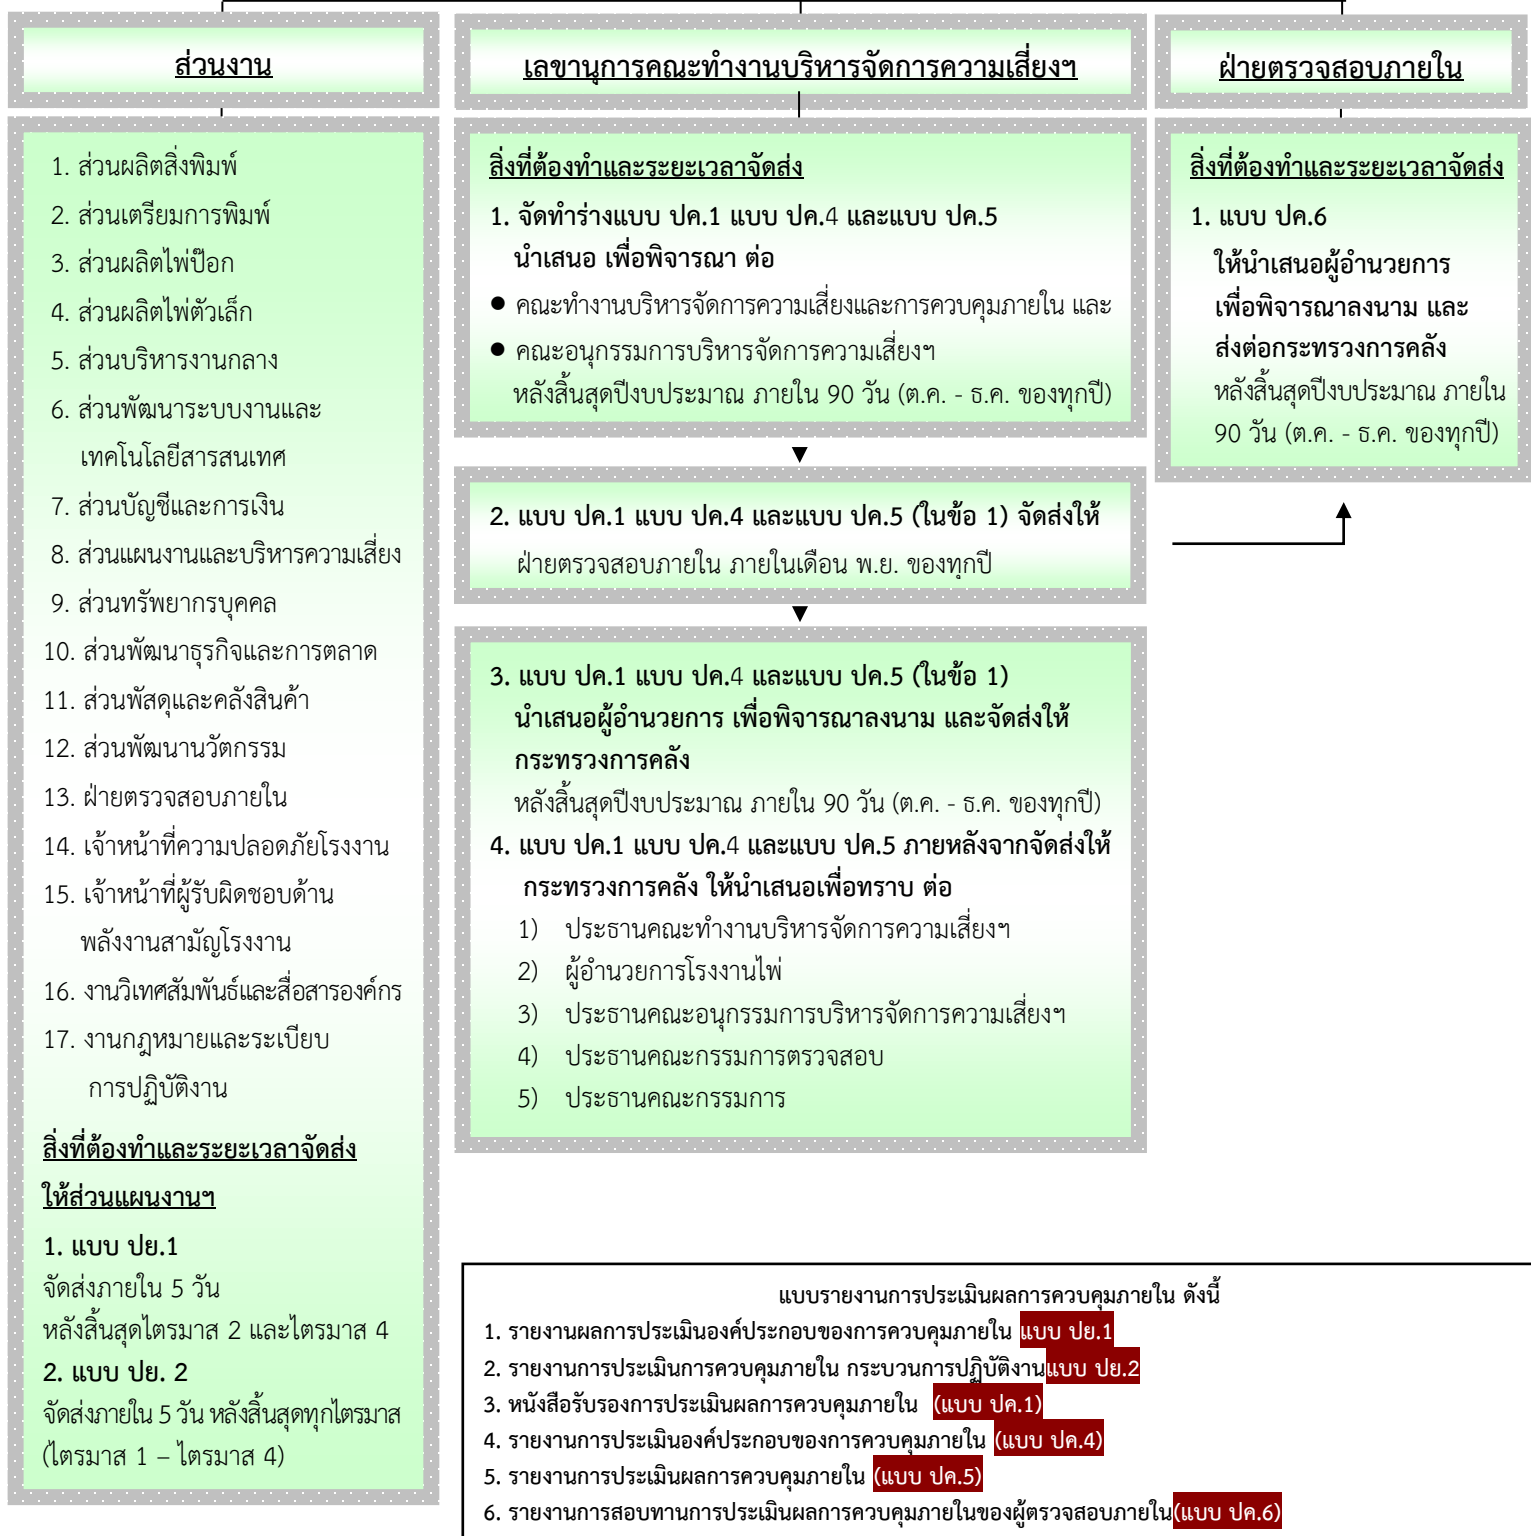 ส่วนงาน
1. ส่วนผลิตสิ่งพิมพ์
2. ส่วนเตรียมการพิมพ์
3. ส่วนผลิตไพ่ป๊อก
4. ส่วนผลิตไพ่ตัวเล็ก
5. ส่วนบริหารงานกลาง
6. ส่วนพัฒนาระบบงานและ
เทคโนโลยีสารสนเทศ
7. ส่วนบัญชีและการเงิน
8. ส่วนแผนงานและบริหารความเสี่ยง
9. ส่วนทรัพยากรบุคคล
10. ส่วนพัฒนาธุรกิจและการตลาด
11. ส่วนพัสดุและคลังสินค้า
12. ส่วนพัฒนานวัตกรรม
13. ฝ่ายตรวจสอบภายใน
14. เจ้าหน้าที่ความปลอดภัยโรงงาน
15. เจ้าหน้าที่ผู้รับผิดชอบด้าน
พลังงานสามัญโรงงาน
16. งานวิเทศสัมพันธ์และสื่อสารองค์กร
17. งานกฎหมายและระเบียบ
การปฏิบัติงาน
สิ่งที่ต้องทำและระยะเวลาจัดส่ง
ให้ส่วนแผนงานฯ
1. แบบ ปย.1
จัดส่งภายใน 5 วัน
หลังสิ้นสุดไตรมาส 2 และไตรมาส 4
2. แบบ ปย. 2
จัดส่งภายใน 5 วัน หลังสิ้นสุดทุกไตรมาส
(ไตรมาส 1 – ไตรมาส 4)
เลขานุการคณะทำงานบริหารจัดการความเสี่ยงฯ
สิ่งที่ต้องทำและระยะเวลาจัดส่ง
1. จัดทำร่างแบบ ปค.1 แบบ ปค.4 และแบบ ปค.5
นำเสนอ เพื่อพิจารณา ต่อ
● คณะทำงานบริหารจัดการความเสี่ยงและการควบคุมภายใน และ
● คณะอนุกรรมการบริหารจัดการความเสี่ยงฯ
หลังสิ้นสุดปีงบประมาณ ภายใน 90 วัน (ต.ค. - ธ.ค. ของทุกปี)
2. แบบ ปค.1 แบบ ปค.4 และแบบ ปค.5 (ในข้อ 1) จัดส่งให้
ฝ่ายตรวจสอบภายใน ภายในเดือน พ.ย. ของทุกปี
3. แบบ ปค.1 แบบ ปค.4 และแบบ ปค.5 (ในข้อ 1)
นำเสนอผู้อำนวยการ เพื่อพิจารณาลงนาม และจัดส่งให้
กระทรวงการคลัง
หลังสิ้นสุดปีงบประมาณ ภายใน 90 วัน (ต.ค. - ธ.ค. ของทุกปี)
4. แบบ ปค.1 แบบ ปค.4 และแบบ ปค.5 ภายหลังจากจัดส่งให้
กระทรวงการคลัง ให้นำเสนอเพื่อทราบ ต่อ
1) ประธานคณะทำงานบริหารจัดการความเสี่ยงฯ
2) ผู้อำนวยการโรงงานไพ่
3) ประธานคณะอนุกรรมการบริหารจัดการความเสี่ยงฯ
4) ประธานคณะกรรมการตรวจสอบ
5) ประธานคณะกรรมการ
ฝ่ายตรวจสอบภายใน
สิ่งที่ต้องทำและระยะเวลาจัดส่ง
1. แบบ ปค.6
ให้นำเสนอผู้อำนวยการ
เพื่อพิจารณาลงนาม และ
ส่งต่อกระทรวงการคลัง
หลังสิ้นสุดปีงบประมาณ ภายใน
90 วัน (ต.ค. - ธ.ค. ของทุกปี)
แบบรายงานการประเมินผลการควบคุมภายใน ดังนี้
1. รายงานผลการประเมินองค์ประกอบของการควบคุมภายใน แบบ ปย.1
2. รายงานการประเมินการควบคุมภายใน กระบวนการปฏิบัติงานแบบ ปย.2
3. หนังสือรับรองการประเมินผลการควบคุมภายใน (แบบ ปค.1)
4. รายงานการประเมินองค์ประกอบของการควบคุมภายใน (แบบ ปค.4)
5. รายงานการประเมินผลการควบคุมภายใน (แบบ ปค.5)
6. รายงานการสอบทานการประเมินผลการควบคุมภายในของผู้ตรวจสอบภายใน(แบบ ปค.6)